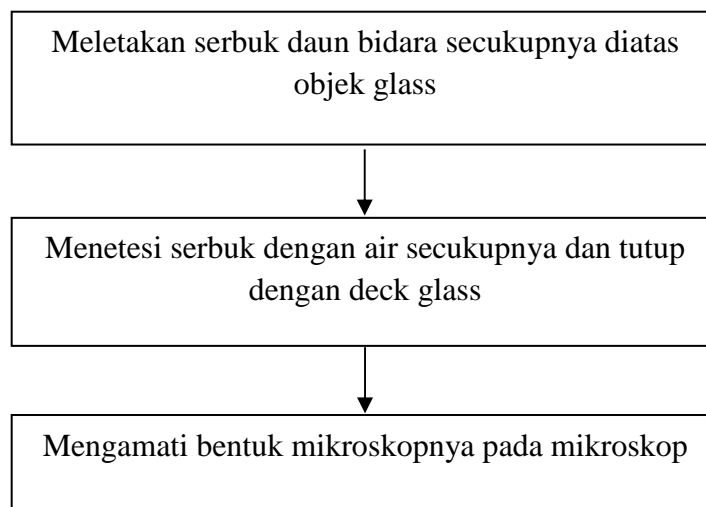 Meletakan serbuk daun bidara secukupnya diatas
objek glass
Menetesi serbuk dengan air secukupnya dan tutup
dengan deck glass
Mengamati bentuk mikroskopnya pada mikroskop